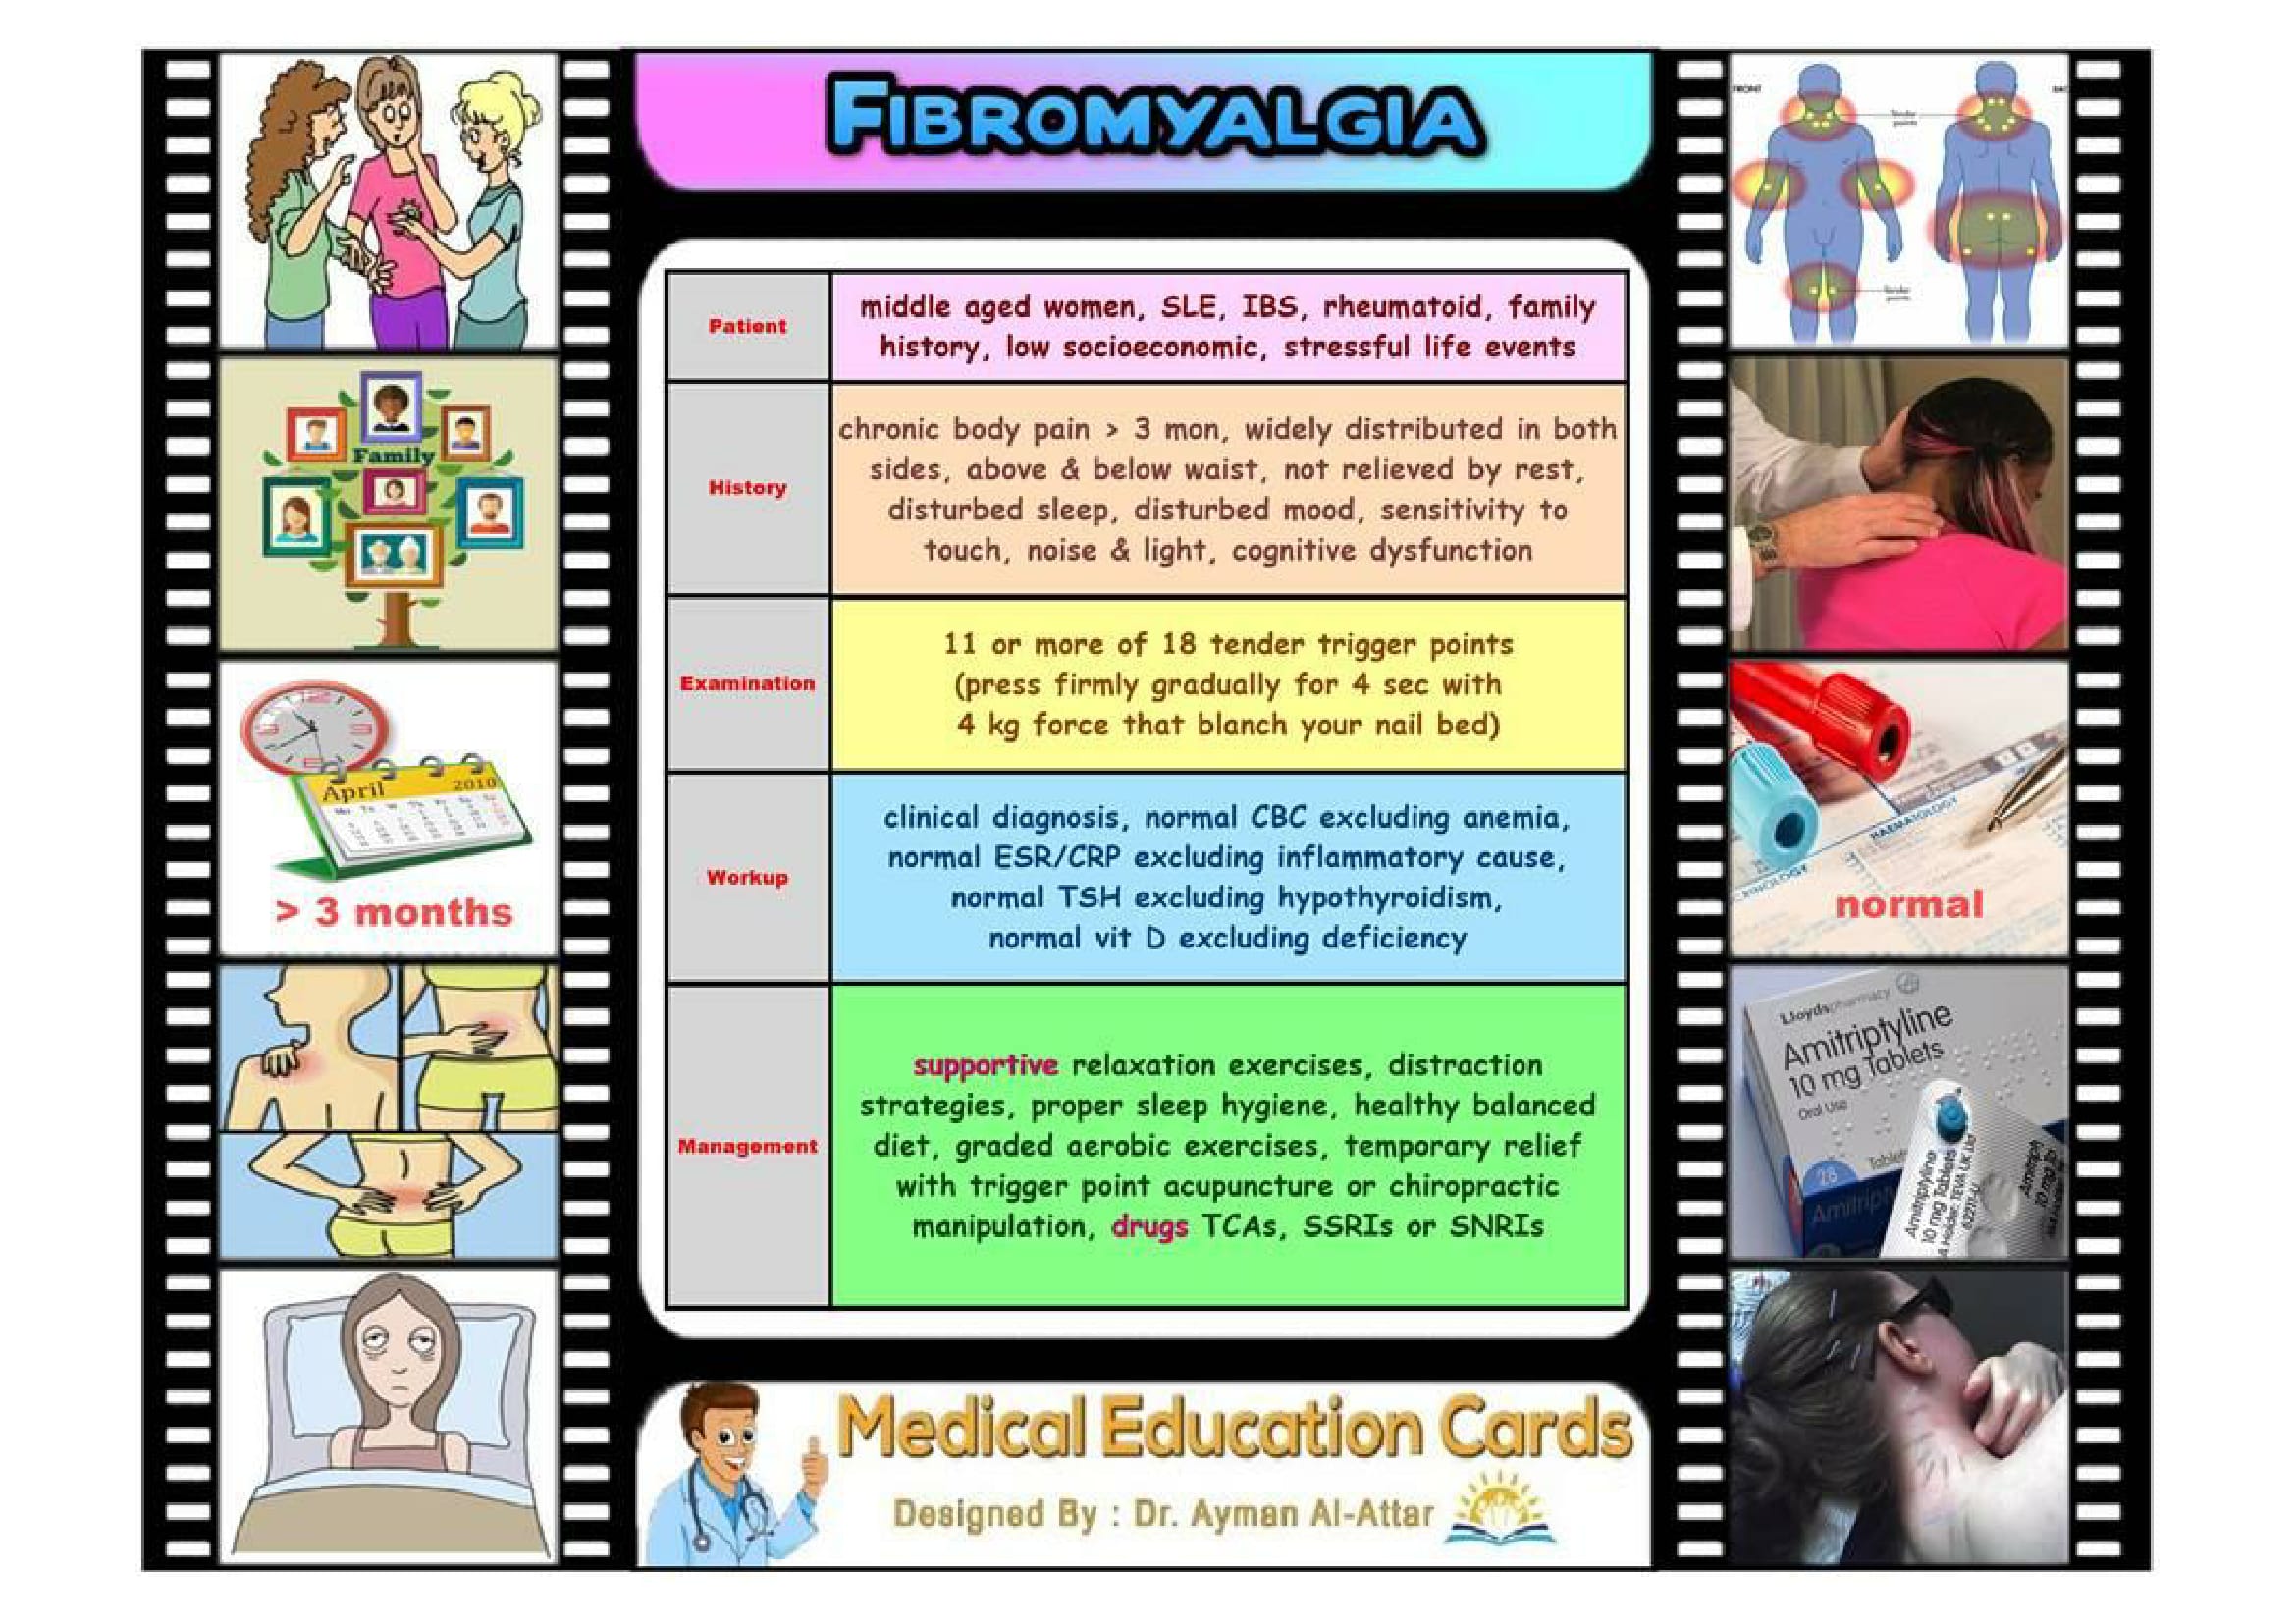 FIBROMYALGIA
Patient
middle aged women, SLE, IBS, rheumatoid, family
history, low socioeconomic, stressful life events
History
chronic body pain > 3 mon, widely distributed in both
sides, above & below waist, not relieved by rest,
disturbed sleep, disturbed mood, sensitivity to
touch, noise & light, cognitive dysfunction
Examination
11 or more of 18 tender trigger points
(press firmly gradually for 4 sec with
4 kg force that blanch your nail bed)
Workup
clinical diagnosis, normal CBC excluding anemia,
normal ESR/CRP excluding inflammatory cause,
normal TSH excluding hypothyroidism,
normal vit D excluding deficiency
Management
supportive relaxation exercises, distraction
strategies, proper sleep hygiene, healthy balanced
diet, graded aerobic exercises, temporary relief
with trigger point acupuncture or chiropractic
manipulation, drugs TCAs, SSRIs or SNRIs
Medical Education Cards
Designed By : Dr. Ayman Al-Attar
Family
April 2010
> 3 months
FRONT
Tender
points
Tender
points
HAEMATOLOGY
normal
Lloydspharmacy
Amitriptyline
10 mg Tablets
Oral Use
28
Amitriptyline
10 mg Tablets